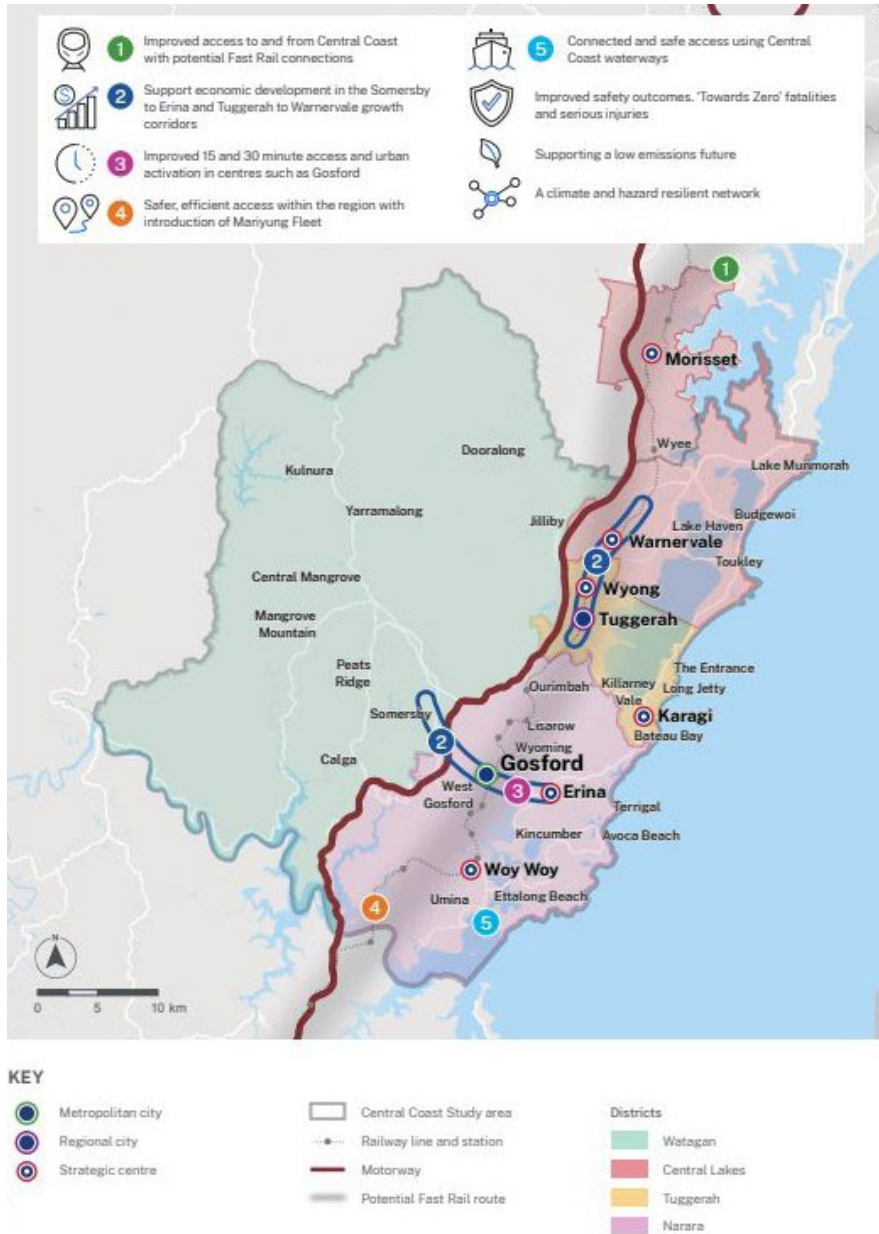 1 Improved access to and from Central Coast
with potential Fast Rail connections
2 Support economic development in the Somersby
to Erina and Tuggerah to Warnervale growth
corridors
3 Improved 15 and 30 minute access and urban
activation in centres such as Gosford
4 Safer, efficient access within the region with
introduction of Mariyung Fleet
5 Connected and safe access using Central
Coast waterways
Improved safety outcomes. 'Towards Zero' fatalities
and serious injuries
Supporting a low emissions future
A climate and hazard resilient network
1
Morisset
Wyee
Dooralong
Lake Munmorah
Kulnura
Budgewoi
Yarramalong
Jilliby
Lake Haven
Warnervale
2
Toukley
Central Mangrove
Wyong
Mangrove
Mountain
Tuggerah
Peats
Ridge
The Entrance
Ourimbah
Killarney
Vale
Long Jetty
Somersby
Karagi
Lisarow
Bateau Bay
2
Wyoming
Calga
Gosford
West
Gosford
3
Erina
Terrigal
Kincumber
Avoca Beach
Woy Woy
Umina
Ettalong Beach
4
5
N
0 5 10 km
KEY
Metropolitan city
Regional city
Strategic centre
Central Coast Study area
Railway line and station
Motorway
Potential Fast Rail route
Districts
Watagan
Central Lakes
Tuggerah
Narara